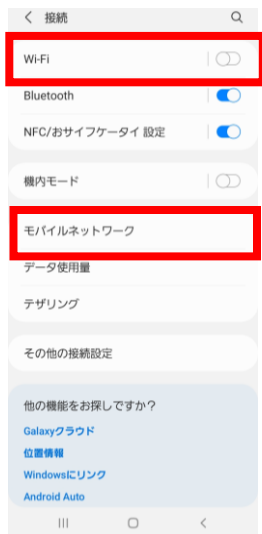 接続
Wi-Fi
Bluetooth
NFC/おサイフケータイ 設定
機内モード
モバイルネットワーク
データ使用量
テザリング
その他の接続設定
他の機能をお探しですか？
Galaxyクラウド
位置情報
Windowsにリンク
Android Auto